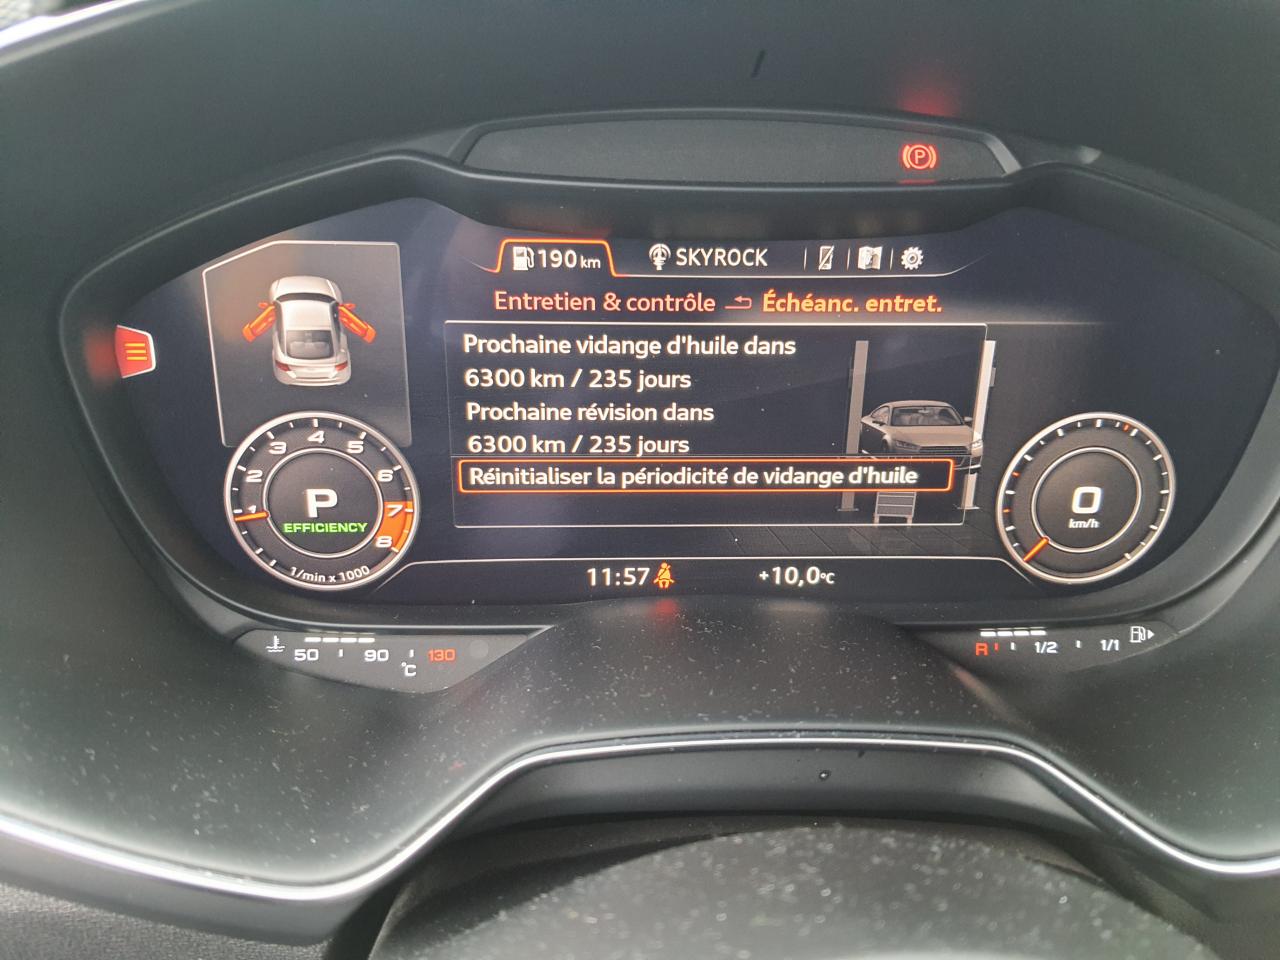 P
190 km
SKYROCK
Entretien & contrôle
Échéanc. entret.
Prochaine vidange d'huile dans
6300 km / 235 jours
Prochaine révision dans
6300 km / 235 jours
Réinitialiser la périodicité de vidange d'huile
1 2 3 4 5 6 7 8
P
EFFICIENCY
1/min x 1000
0
km/h
11:57
+10,0°C
50 90 130
°C
R 1/2 1/1